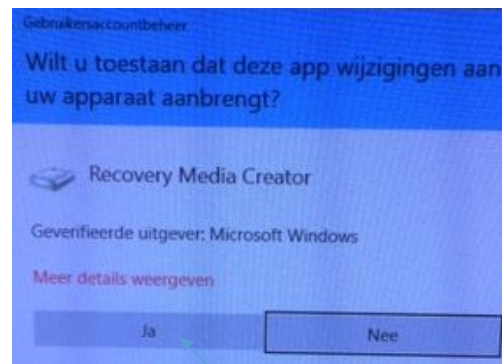 Gebruikersaccountbeheer
Wilt u toestaan dat deze app wijzigingen aan
uw apparaat aanbrengt?
Recovery Media Creator
Geverifieerde uitgever: Microsoft Windows
Meer details weergeven
Ja
Nee